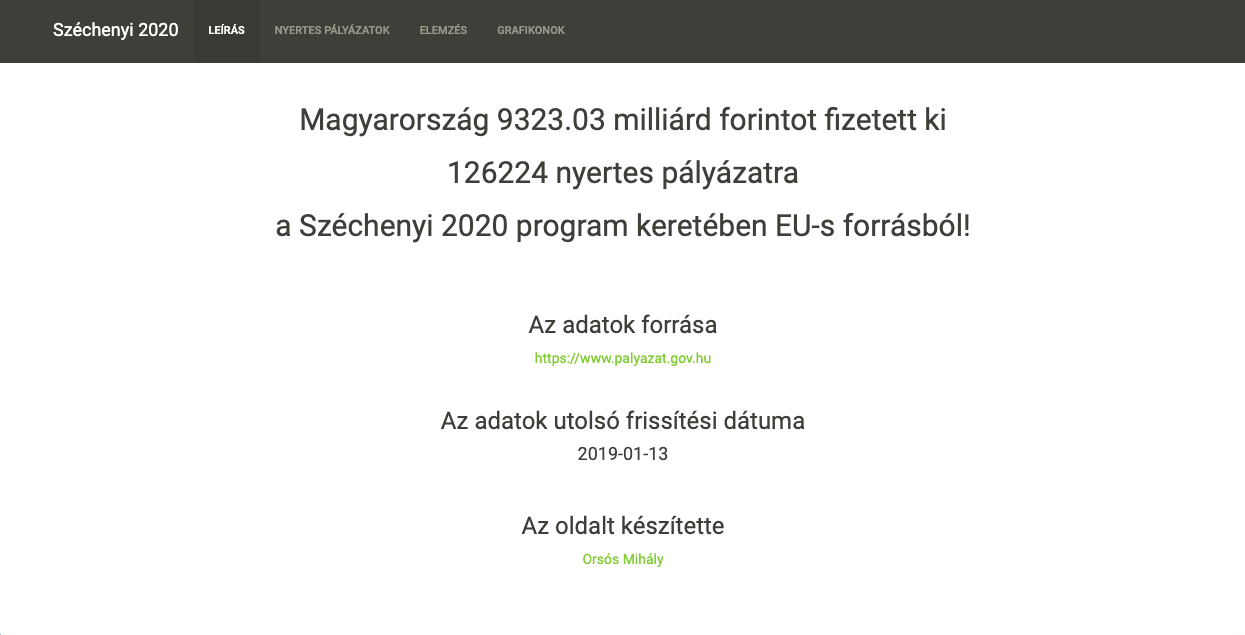 Széchenyi 2020 LEÍRÁS NYERTES PÁLYÁZATOK ELEMZÉS GRAFIKONOK
Magyarország 9323.03 milliárd forintot fizetett ki
126224 nyertes pályázatra
a Széchenyi 2020 program keretében EU-s forrásból!
Az adatok forrása
https://www.palyazat.gov.hu
Az adatok utolsó frissítési dátuma
2019-01-13
Az oldalt készítette
Orsós Mihály